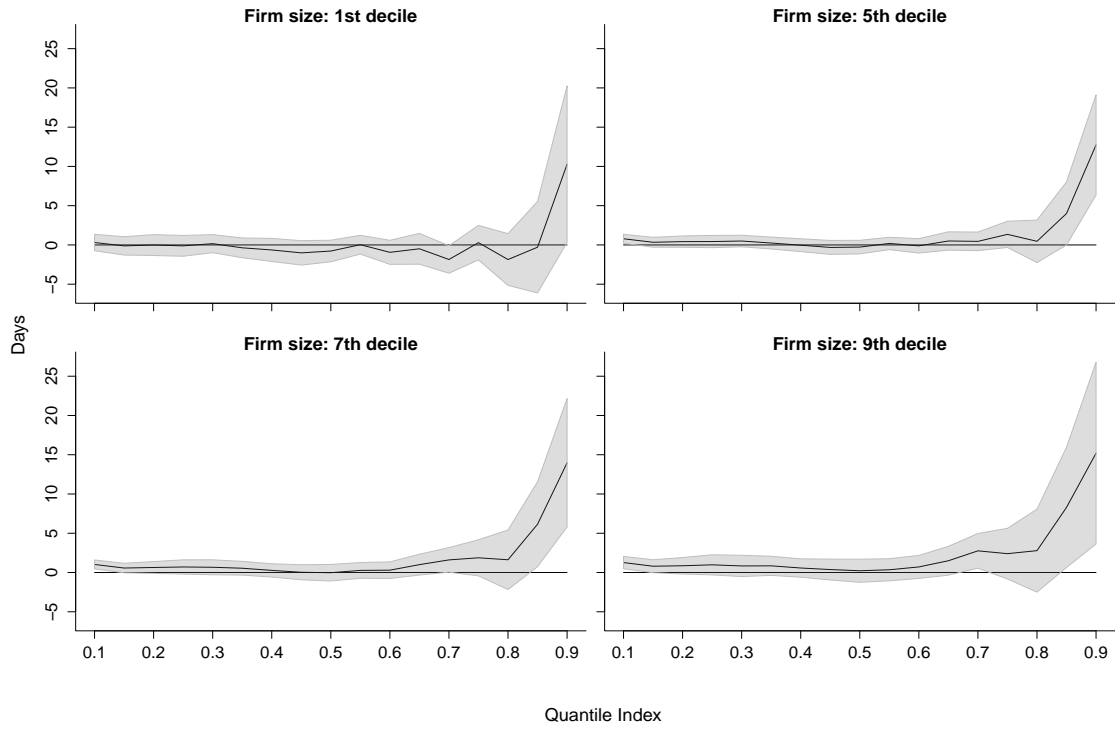 Firm size: 1st decile
Firm size: 5th decile
25
20
15
10
5
0
−5
Firm size: 7th decile
Firm size: 9th decile
25
20
15
10
5
0
−5
Days
0.1 0.2 0.3 0.4 0.5 0.6 0.7 0.8 0.9
0.1 0.2 0.3 0.4 0.5 0.6 0.7 0.8 0.9
Quantile Index